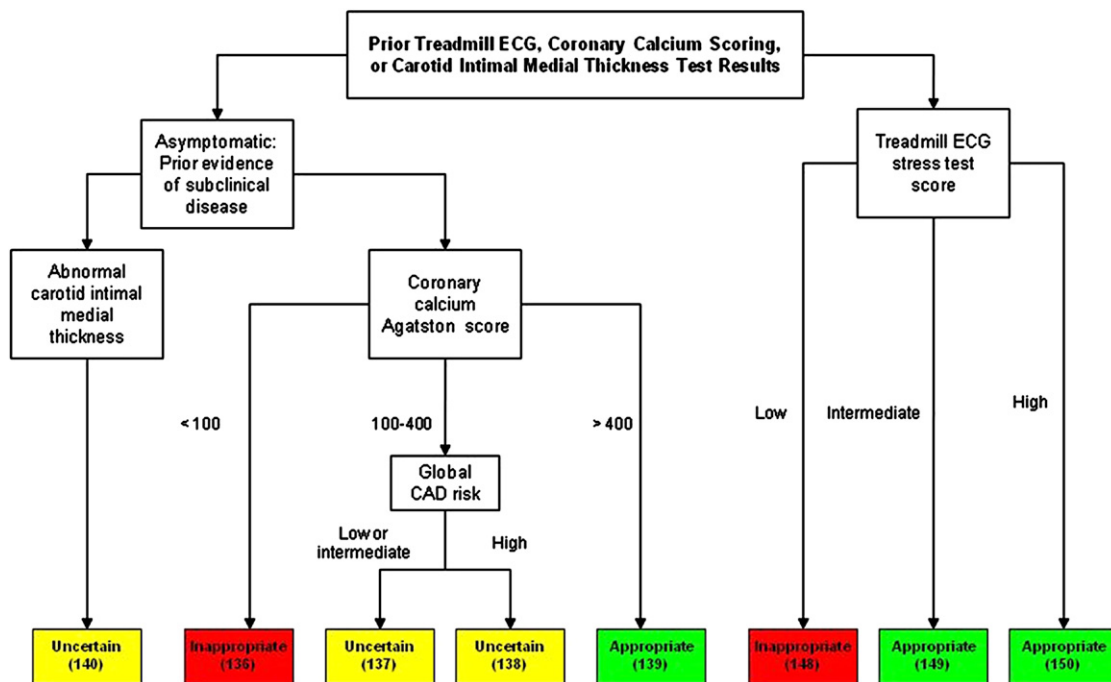 Prior Treadmill ECG, Coronary Calcium Scoring,
or Carotid Intimal Medial Thickness Test Results
Asymptomatic:
Prior evidence
of subclinical
disease
Treadmill ECG
stress test
score
Abnormal
carotid intimal
medial
thickness
Coronary
calcium
Agatston score
< 100
100-400
> 400
Low
Intermediate
High
Global
CAD risk
Low or
intermediate
High
Uncertain
(140)
Inappropriate
(136)
Uncertain
(137)
Uncertain
(138)
Appropriate
(139)
Inappropriate
(148)
Appropriate
(149)
Appropriate
(150)